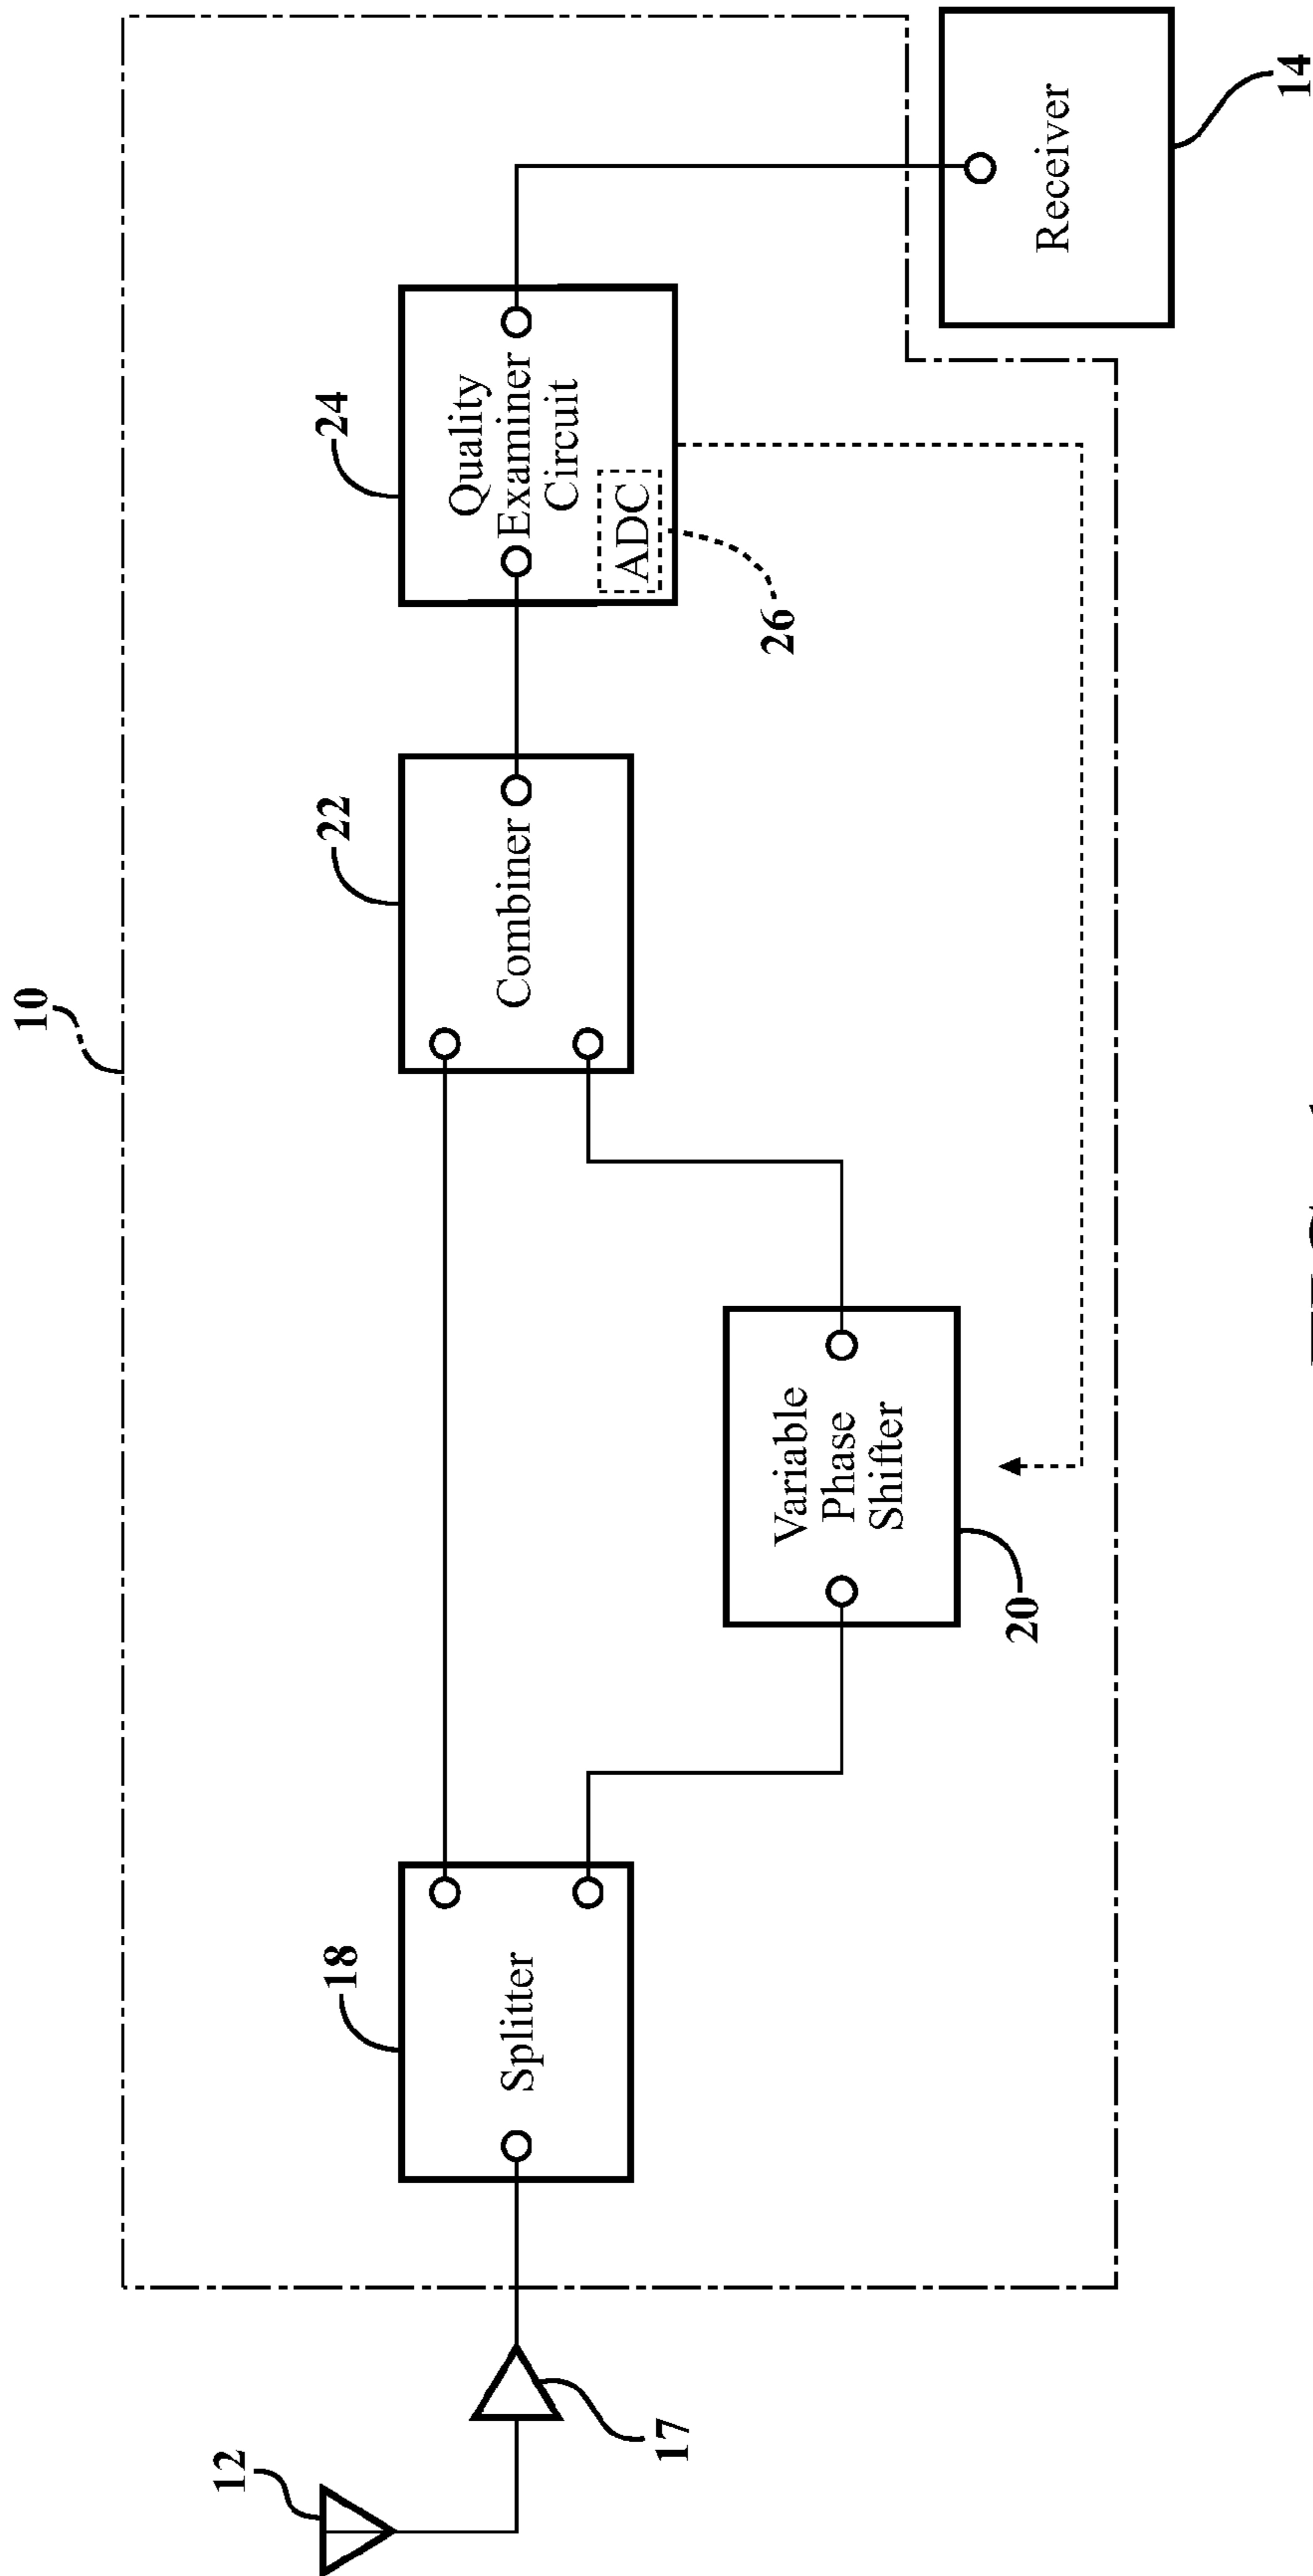 10
12
17
18
Splitter
20
Variable
Phase
Shifter
22
Combiner
24
Quality
Examiner
Circuit
ADC
26
Receiver
14